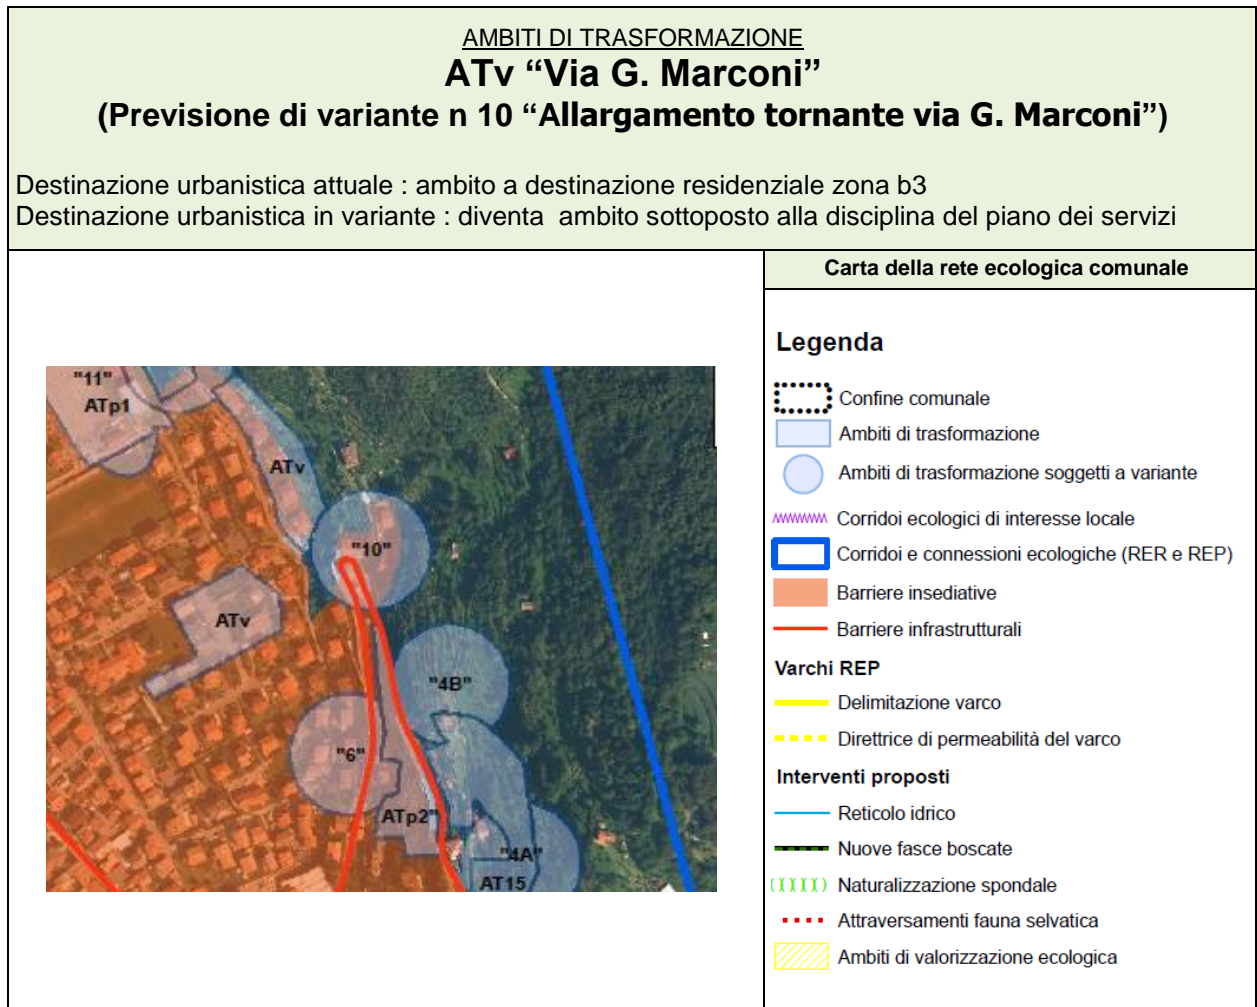 AMBITI DI TRASFORMAZIONE
ATv “Via G. Marconi”
(Previsione di variante n 10 “Allargamento tornante via G. Marconi”)
Destinazione urbanistica attuale : ambito a destinazione residenziale zona b3
Destinazione urbanistica in variante : diventa ambito sottoposto alla disciplina del piano dei servizi
Carta della rete ecologica comunale
"11"
ATp1
ATv
"10"
ATv
"4B"
"6"
ATp2"
"4A"
AT15
Legenda
Confine comunale
Ambiti di trasformazione
Ambiti di trasformazione soggetti a variante
Corridoi ecologici di interesse locale
Corridoi e connessioni ecologiche (RER e REP)
Barriere insediative
Barriere infrastrutturali
Varchi REP
Delimitazione varco
Direttrice di permeabilità del varco
Interventi proposti
Reticolo idrico
Nuove fasce boscate
Naturalizzazione spondale
Attraversamenti fauna selvatica
Ambiti di valorizzazione ecologica